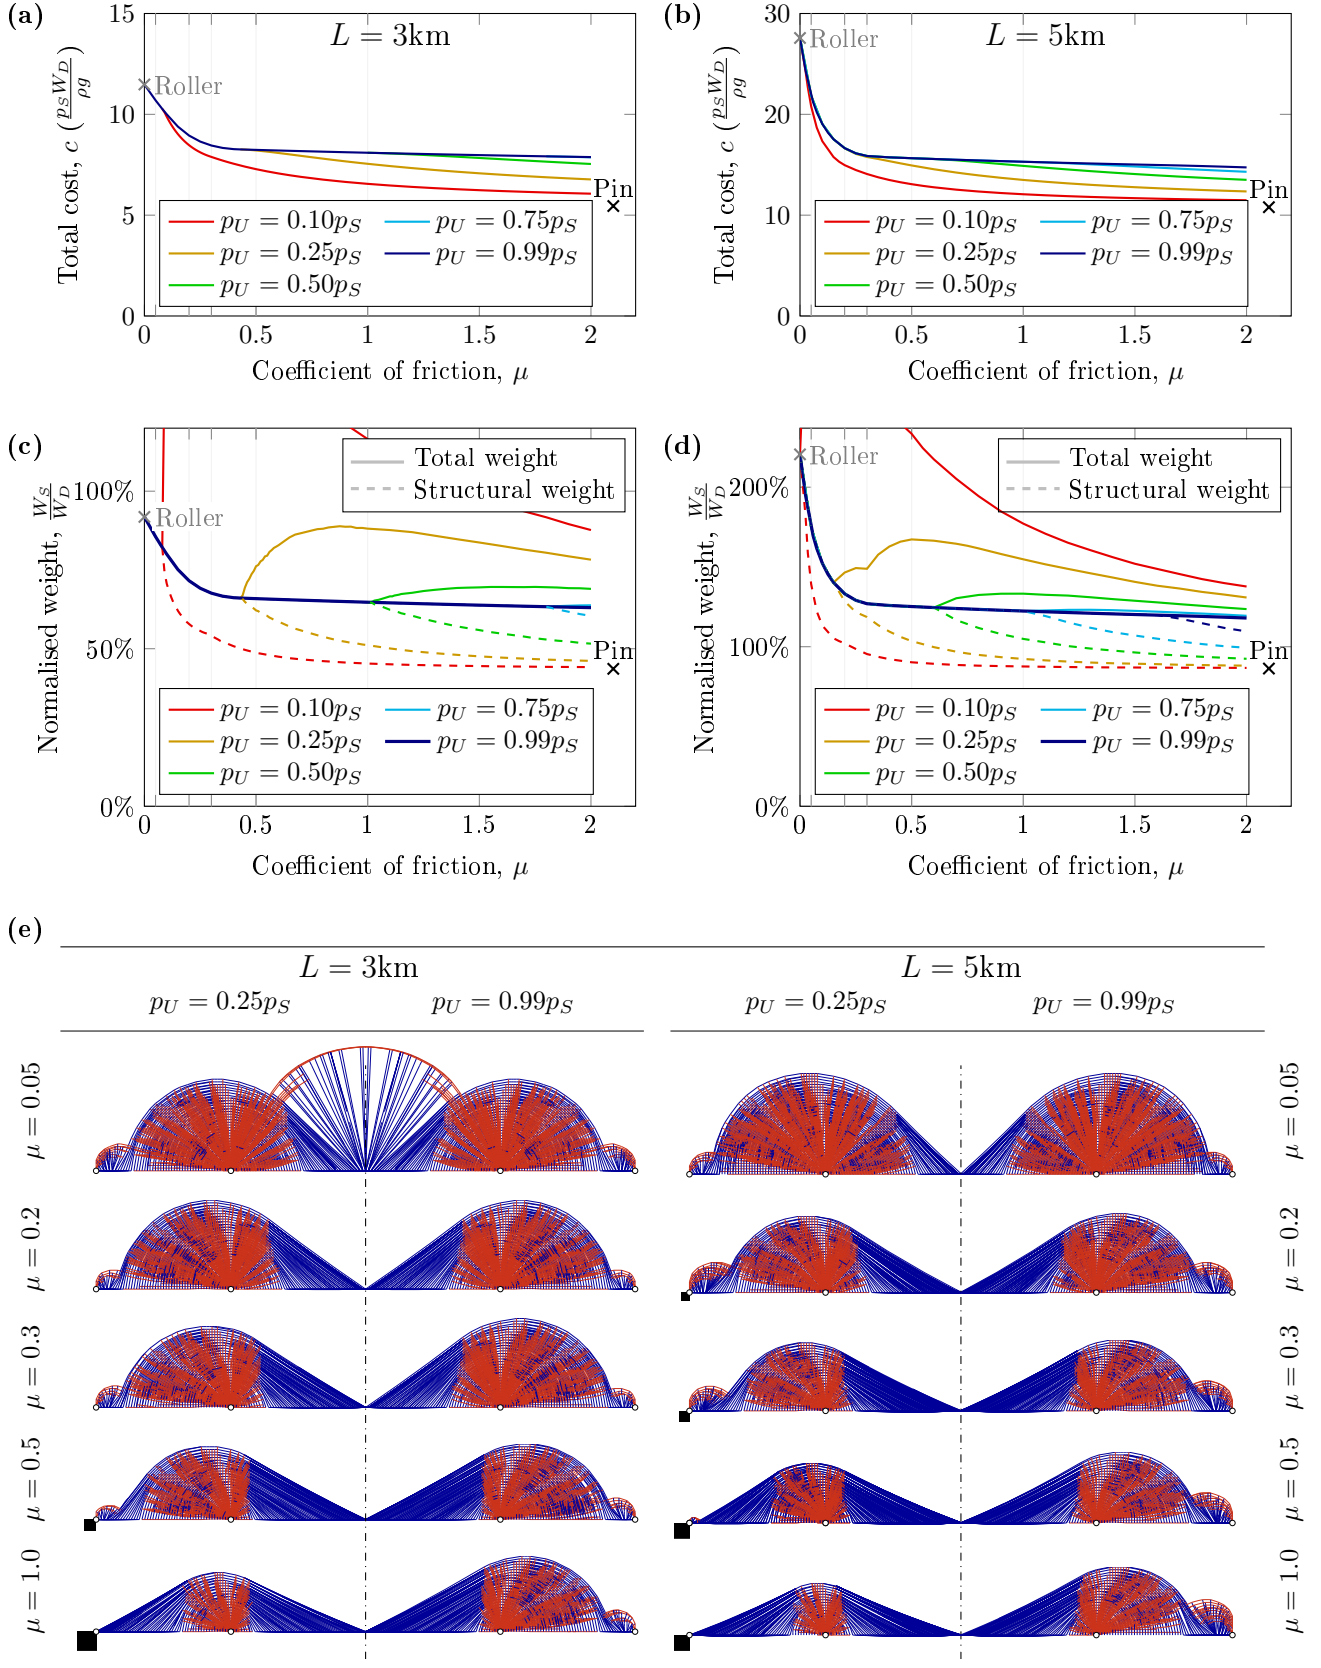 (a)
L = 3km
15
10
5
0
Total cost, c (p_S W_D / ρg)
Roller
Pin
p_U = 0.10p_S
p_U = 0.75p_S
p_U = 0.25p_S
p_U = 0.99p_S
p_U = 0.50p_S
0 0.5 1 1.5 2
Coefficient of friction, μ
(b)
L = 5km
30
20
10
0
Total cost, c (p_S W_D / ρg)
Roller
Pin
p_U = 0.10p_S
p_U = 0.75p_S
p_U = 0.25p_S
p_U = 0.99p_S
p_U = 0.50p_S
0 0.5 1 1.5 2
Coefficient of friction, μ
(c)
Total weight
Structural weight
100%
50%
0%
Normalised weight, W_S / W_D
Roller
Pin
p_U = 0.10p_S
p_U = 0.75p_S
p_U = 0.25p_S
p_U = 0.99p_S
p_U = 0.50p_S
0 0.5 1 1.5 2
Coefficient of friction, μ
(d)
Total weight
Structural weight
200%
100%
0%
Normalised weight, W_S / W_D
Roller
Pin
p_U = 0.10p_S
p_U = 0.75p_S
p_U = 0.25p_S
p_U = 0.99p_S
p_U = 0.50p_S
0 0.5 1 1.5 2
Coefficient of friction, μ
(e)
L = 3km
L = 5km
p_U = 0.25p_S
p_U = 0.99p_S
p_U = 0.25p_S
p_U = 0.99p_S
μ = 0.05
μ = 0.05
μ = 0.2
μ = 0.2
μ = 0.3
μ = 0.3
μ = 0.5
μ = 0.5
μ = 1.0
μ = 1.0